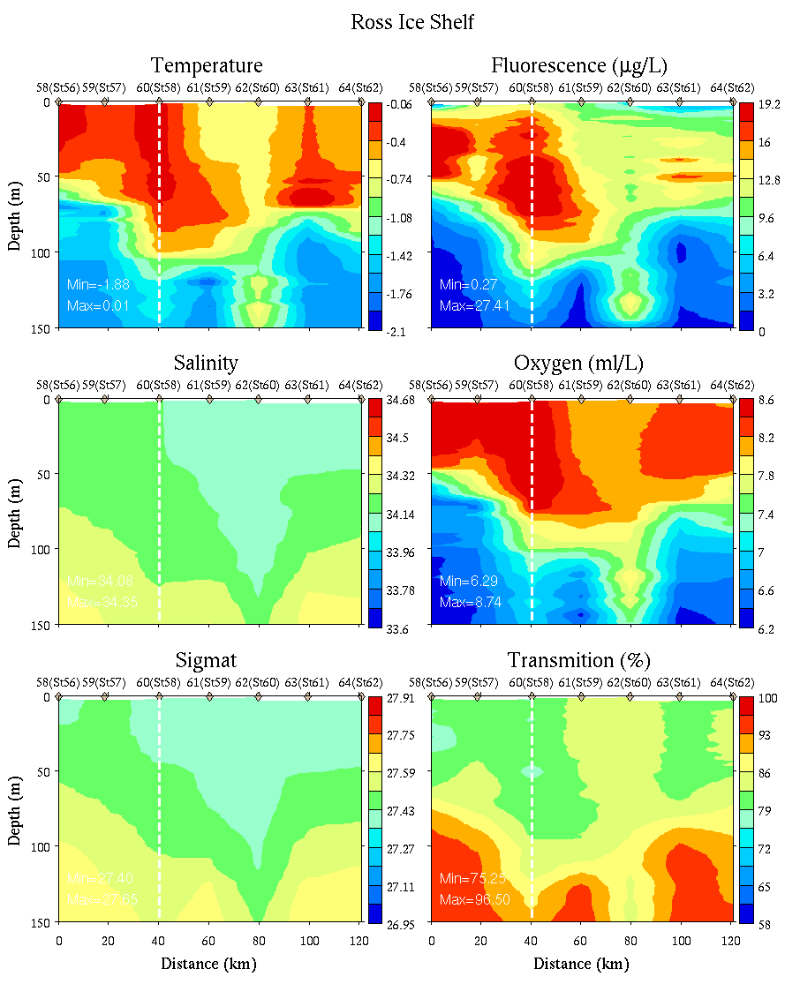 Ross Ice Shelf
Temperature
58(St56) 59(St57) 60(St58) 61(St59) 62(St60) 63(St61) 64(St62)
Depth (m)
0
50
100
150
Min=-1.88
Max=0.01
-0.06
-0.4
-0.74
-1.08
-1.42
-1.76
-2.1
Fluorescence (µg/L)
58(St56) 59(St57) 60(St58) 61(St59) 62(St60) 63(St61) 64(St62)
Min=0.27
Max=27.41
19.2
16
12.8
9.6
6.4
3.2
0
Salinity
58(St56) 59(St57) 60(St58) 61(St59) 62(St60) 63(St61) 64(St62)
Depth (m)
0
50
100
150
Min=34.08
Max=34.35
34.68
34.5
34.32
34.14
33.96
33.78
33.6
Oxygen (ml/L)
58(St56) 59(St57) 60(St58) 61(St59) 62(St60) 63(St61) 64(St62)
Min=6.29
Max=8.74
8.6
8.2
7.8
7.4
7
6.6
6.2
Sigmat
58(St56) 59(St57) 60(St58) 61(St59) 62(St60) 63(St61) 64(St62)
Depth (m)
0
50
100
150
Min=27.40
Max=27.65
27.91
27.75
27.59
27.43
27.27
27.11
26.95
0 20 40 60 80 100 120
Distance (km)
Transmition (%)
58(St56) 59(St57) 60(St58) 61(St59) 62(St60) 63(St61) 64(St62)
Min=75.25
Max=96.50
100
93
86
79
72
65
58
0 20 40 60 80 100 120
Distance (km)